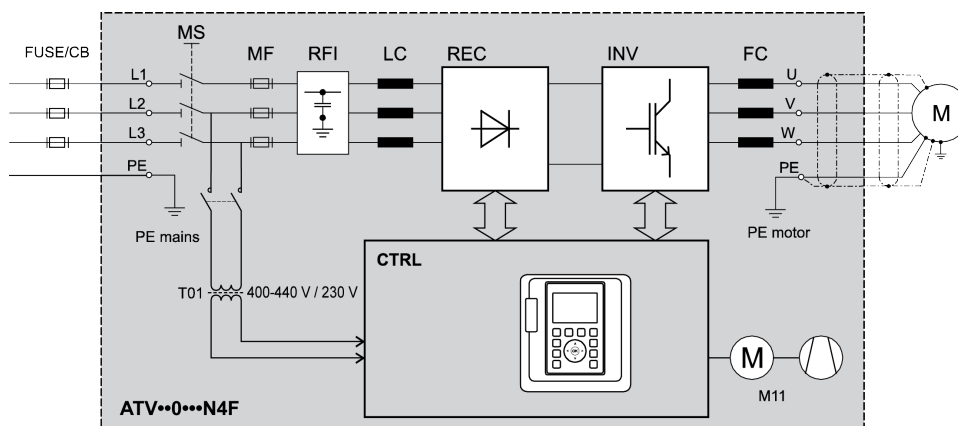 MS
FUSE/CB
MF
RFI
LC
REC
INV
FC
L1
U
L2
V
M
L3
W
PE
PE
PE mains
PE motor
CTRL
T01
400-440 V / 230 V
M
M11
ATV••0•••N4F